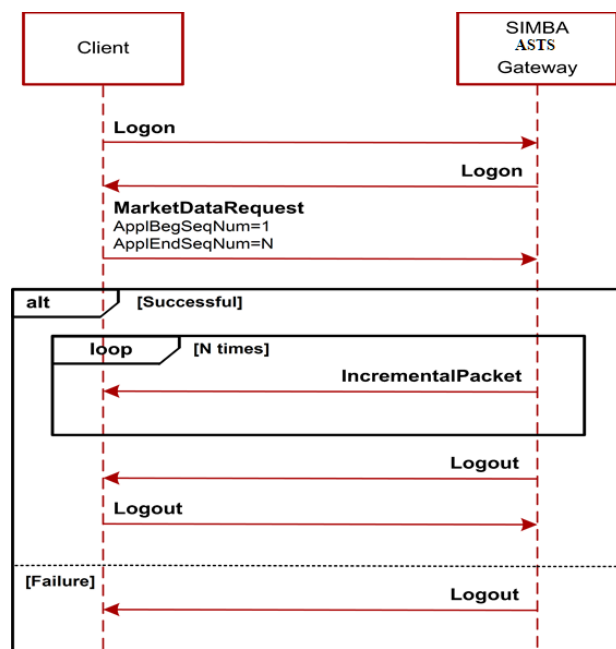 Client
SIMBA
ASTS
Gateway
Logon
Logon
MarketDataRequest
ApplBegSeqNum=1
ApplEndSeqNum=N
alt
[Successful]
loop
[N times]
IncrementalPacket
Logout
Logout
[Failure]
Logout